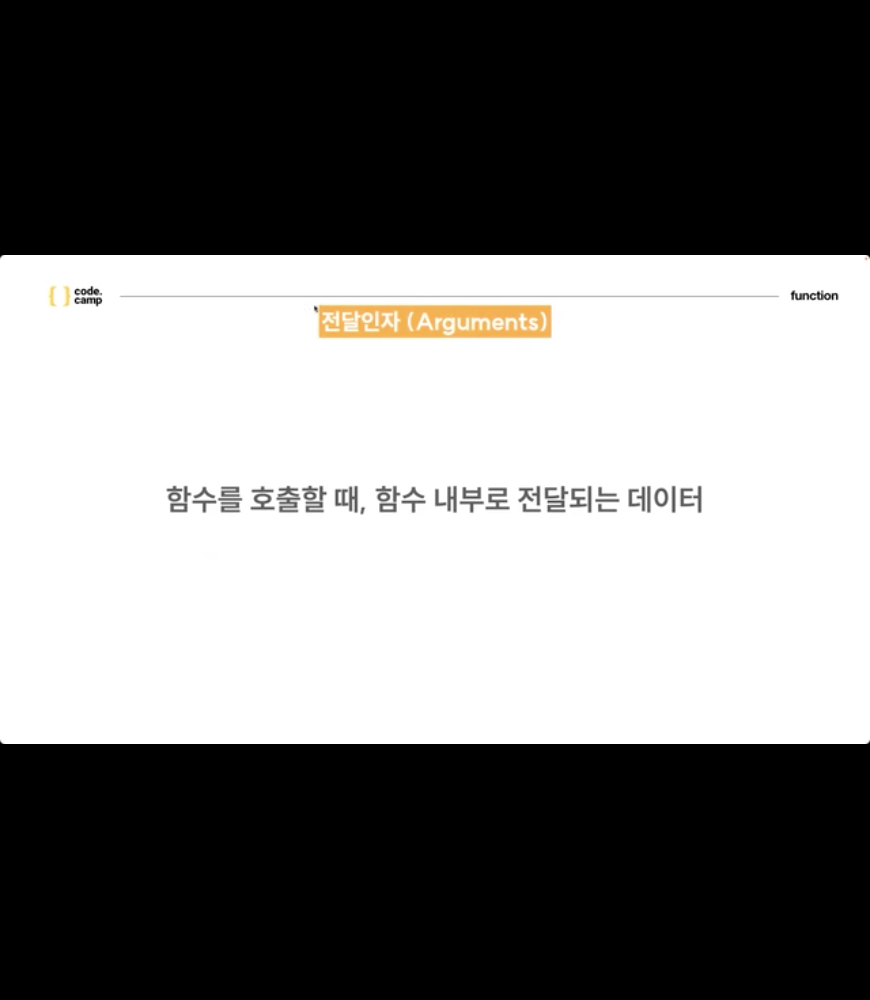 { } code.
camp
function
전달인자 (Arguments)
함수를 호출할 때, 함수 내부로 전달되는 데이터